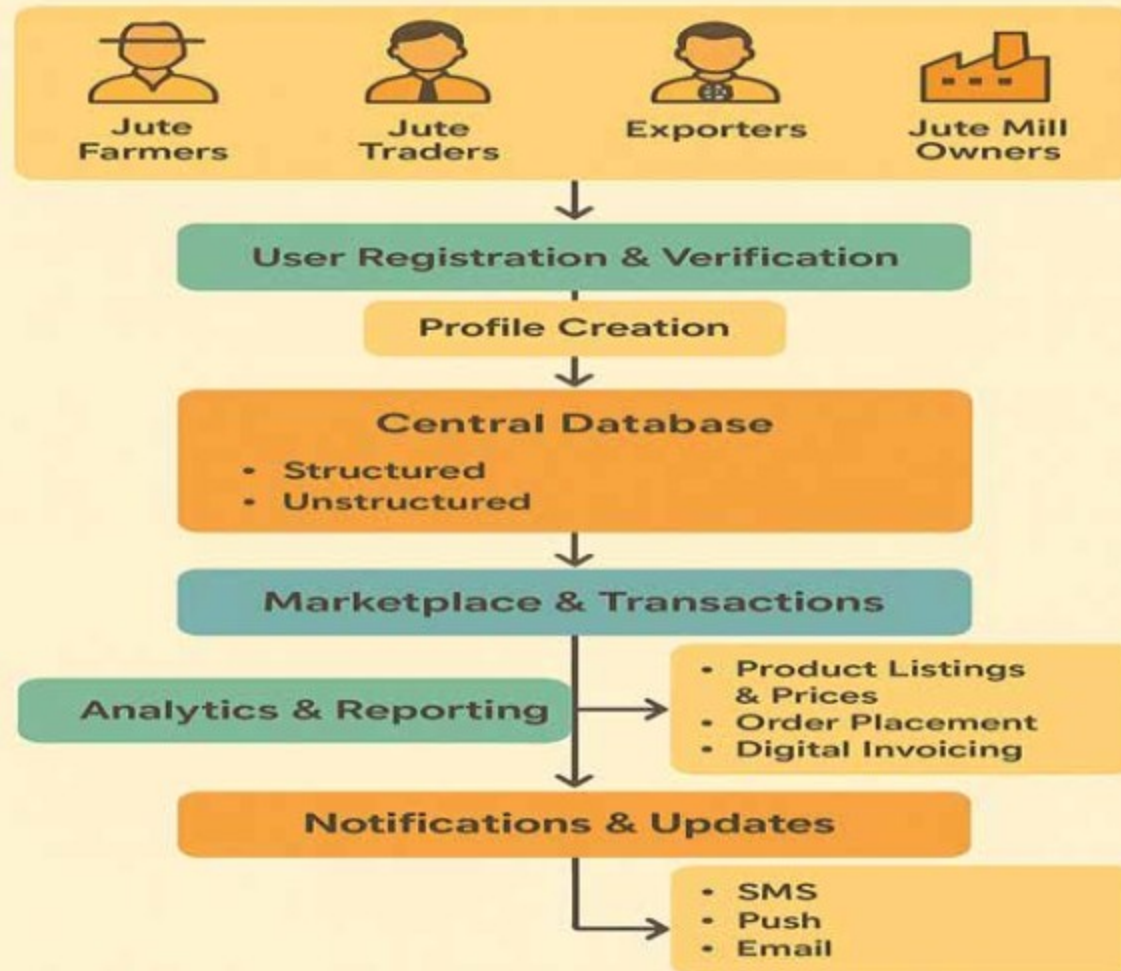 Jute
Farmers
Jute
Traders
Exporters
Jute Mill
Owners
User Registration & Verification
Profile Creation
Central Database
• Structured
• Unstructured
Marketplace & Transactions
• Product Listings
& Prices
• Order Placement
• Digital Invoicing
Analytics & Reporting
Notifications & Updates
• SMS
• Push
• Email